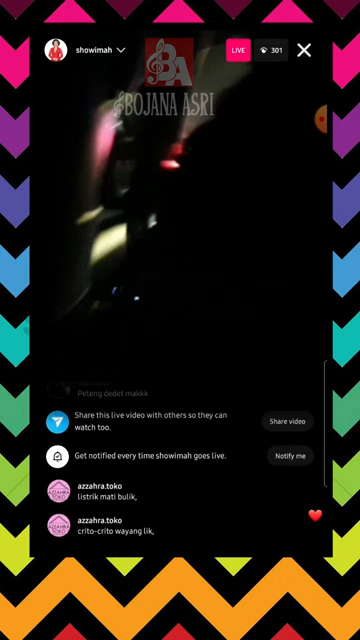 showimah
LIVE
301
BA
BOJANA ASRI
Peteng dedet makkk
Share this live video with others so they can
watch too.
Share video
Get notified every time showimah goes live.
Notify me
azzahra.toko
listrik mati bulik,
azzahra.toko
crito-crito wayang lik,